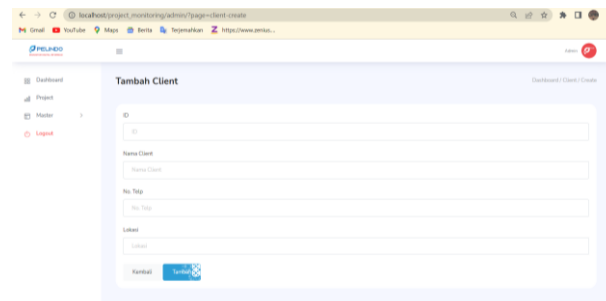 localhost/project_monitoring/admin/?page=client-create
Gmail YouTube Maps Berita Terjemahkan https://www.zenius...
PELINDO
Admin
Dashboard
Project
Master
Logout
Tambah Client
Dashboard / Client / Create
ID
ID
Nama Client
Nama Client
No. Telp
No. Telp
Lokasi
Lokasi
Kembali Tambah